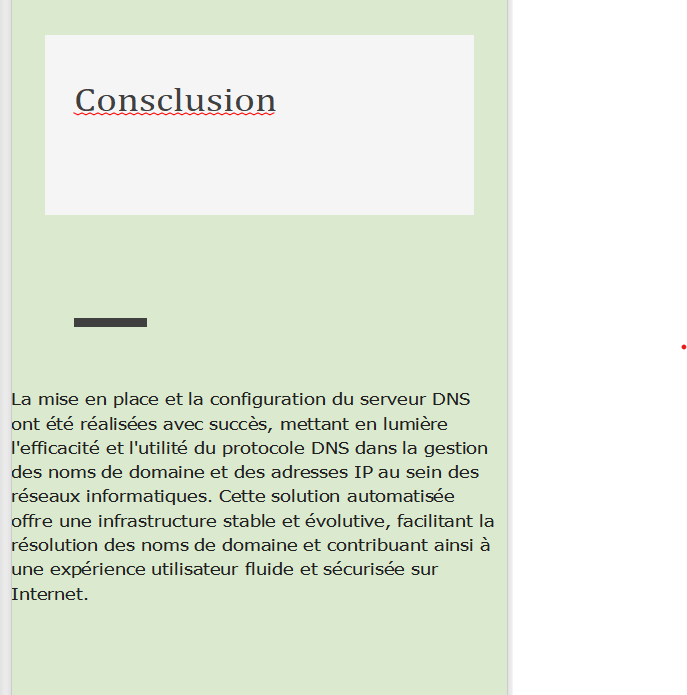 Consclusion
La mise en place et la configuration du serveur DNS
ont été réalisées avec succès, mettant en lumière
l'efficacité et l'utilité du protocole DNS dans la gestion
des noms de domaine et des adresses IP au sein des
réseaux informatiques. Cette solution automatisée
offre une infrastructure stable et évolutive, facilitant la
résolution des noms de domaine et contribuant ainsi à
une expérience utilisateur fluide et sécurisée sur
Internet.